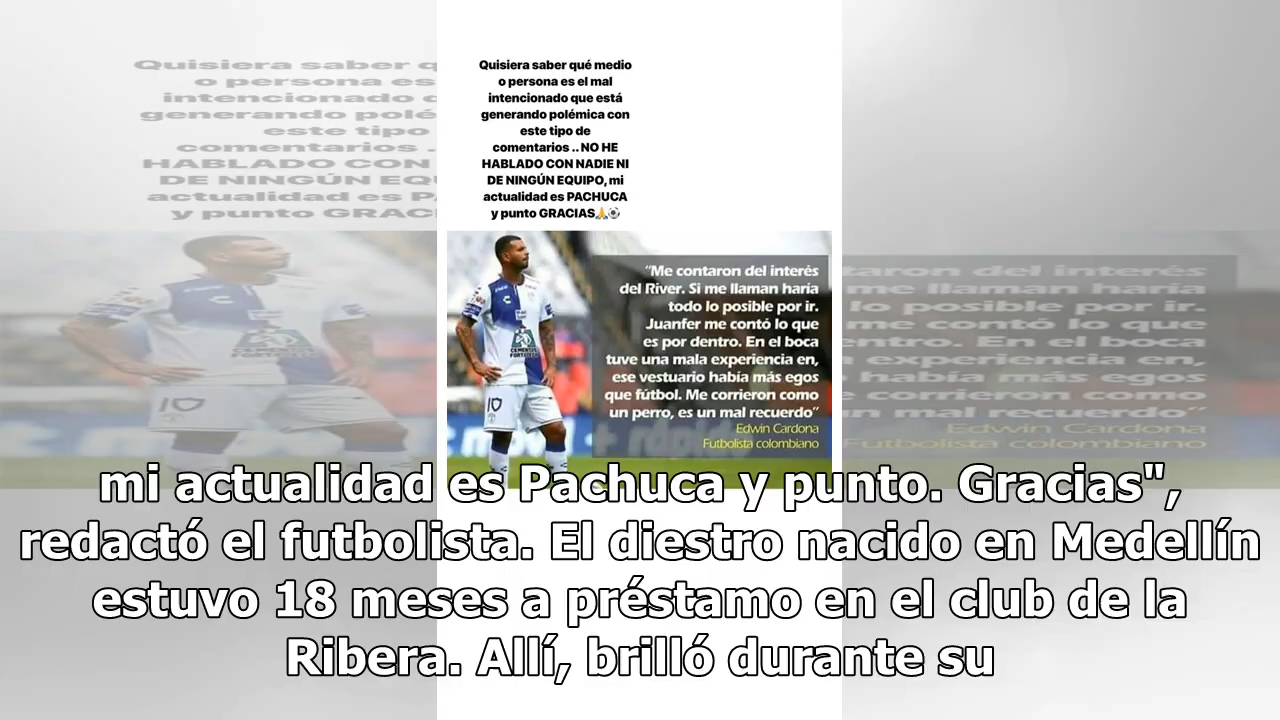 Quisiera saber qué medio
o persona es el mal
intencionado que está
generando polémica con
este tipo de
comentarios .. NO HE
HABLADO CON NADIE NI
DE NINGÚN EQUIPO, mi
actualidad es PACHUCA
y punto GRACIAS🙏⚽
“Me contaron del interés
del River. Si me llaman haría
todo lo posible por ir.
Juanfer me contó lo que
es por dentro. En el boca
tuve una mala experiencia en,
ese vestuario había más egos
que fútbol. Me corrieron como
un perro, es un mal recuerdo”
Edwin Cardona
Futbolista colombiano
CEMENTOS
FORTALEZA
10
mi actualidad es Pachuca y punto. Gracias",
redactó el futbolista. El diestro nacido en Medellín
estuvo 18 meses a préstamo en el club de la
Ribera. Allí, brilló durante su